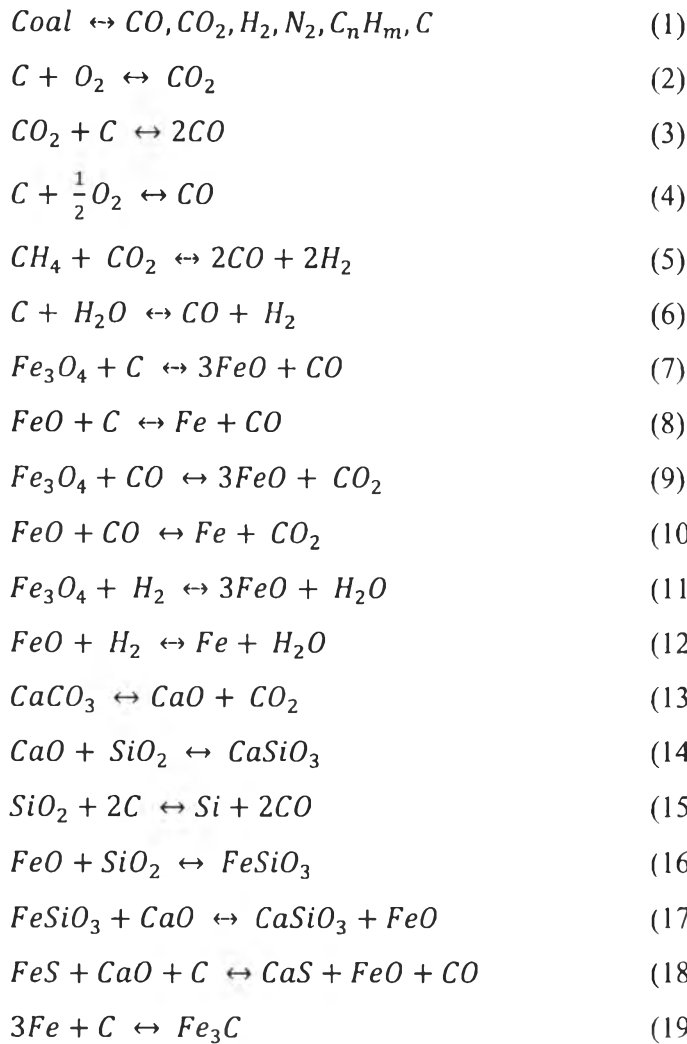 Coal ↔ CO, CO₂, H₂, N₂, CₙHₘ, C (1)
C + O₂ ↔ CO₂ (2)
CO₂ + C ↔ 2CO (3)
C + ½O₂ ↔ CO (4)
CH₄ + CO₂ ↔ 2CO + 2H₂ (5)
C + H₂O ↔ CO + H₂ (6)
Fe₃O₄ + C ↔ 3FeO + CO (7)
FeO + C ↔ Fe + CO (8)
Fe₃O₄ + CO ↔ 3FeO + CO₂ (9)
FeO + CO ↔ Fe + CO₂ (10
Fe₃O₄ + H₂ ↔ 3FeO + H₂O (11
FeO + H₂ ↔ Fe + H₂O (12
CaCO₃ ↔ CaO + CO₂ (13
CaO + SiO₂ ↔ CaSiO₃ (14
SiO₂ + 2C ↔ Si + 2CO (15
FeO + SiO₂ ↔ FeSiO₃ (16
FeSiO₃ + CaO ↔ CaSiO₃ + FeO (17
FeS + CaO + C ↔ CaS + FeO + CO (18
3Fe + C ↔ Fe₃C (19